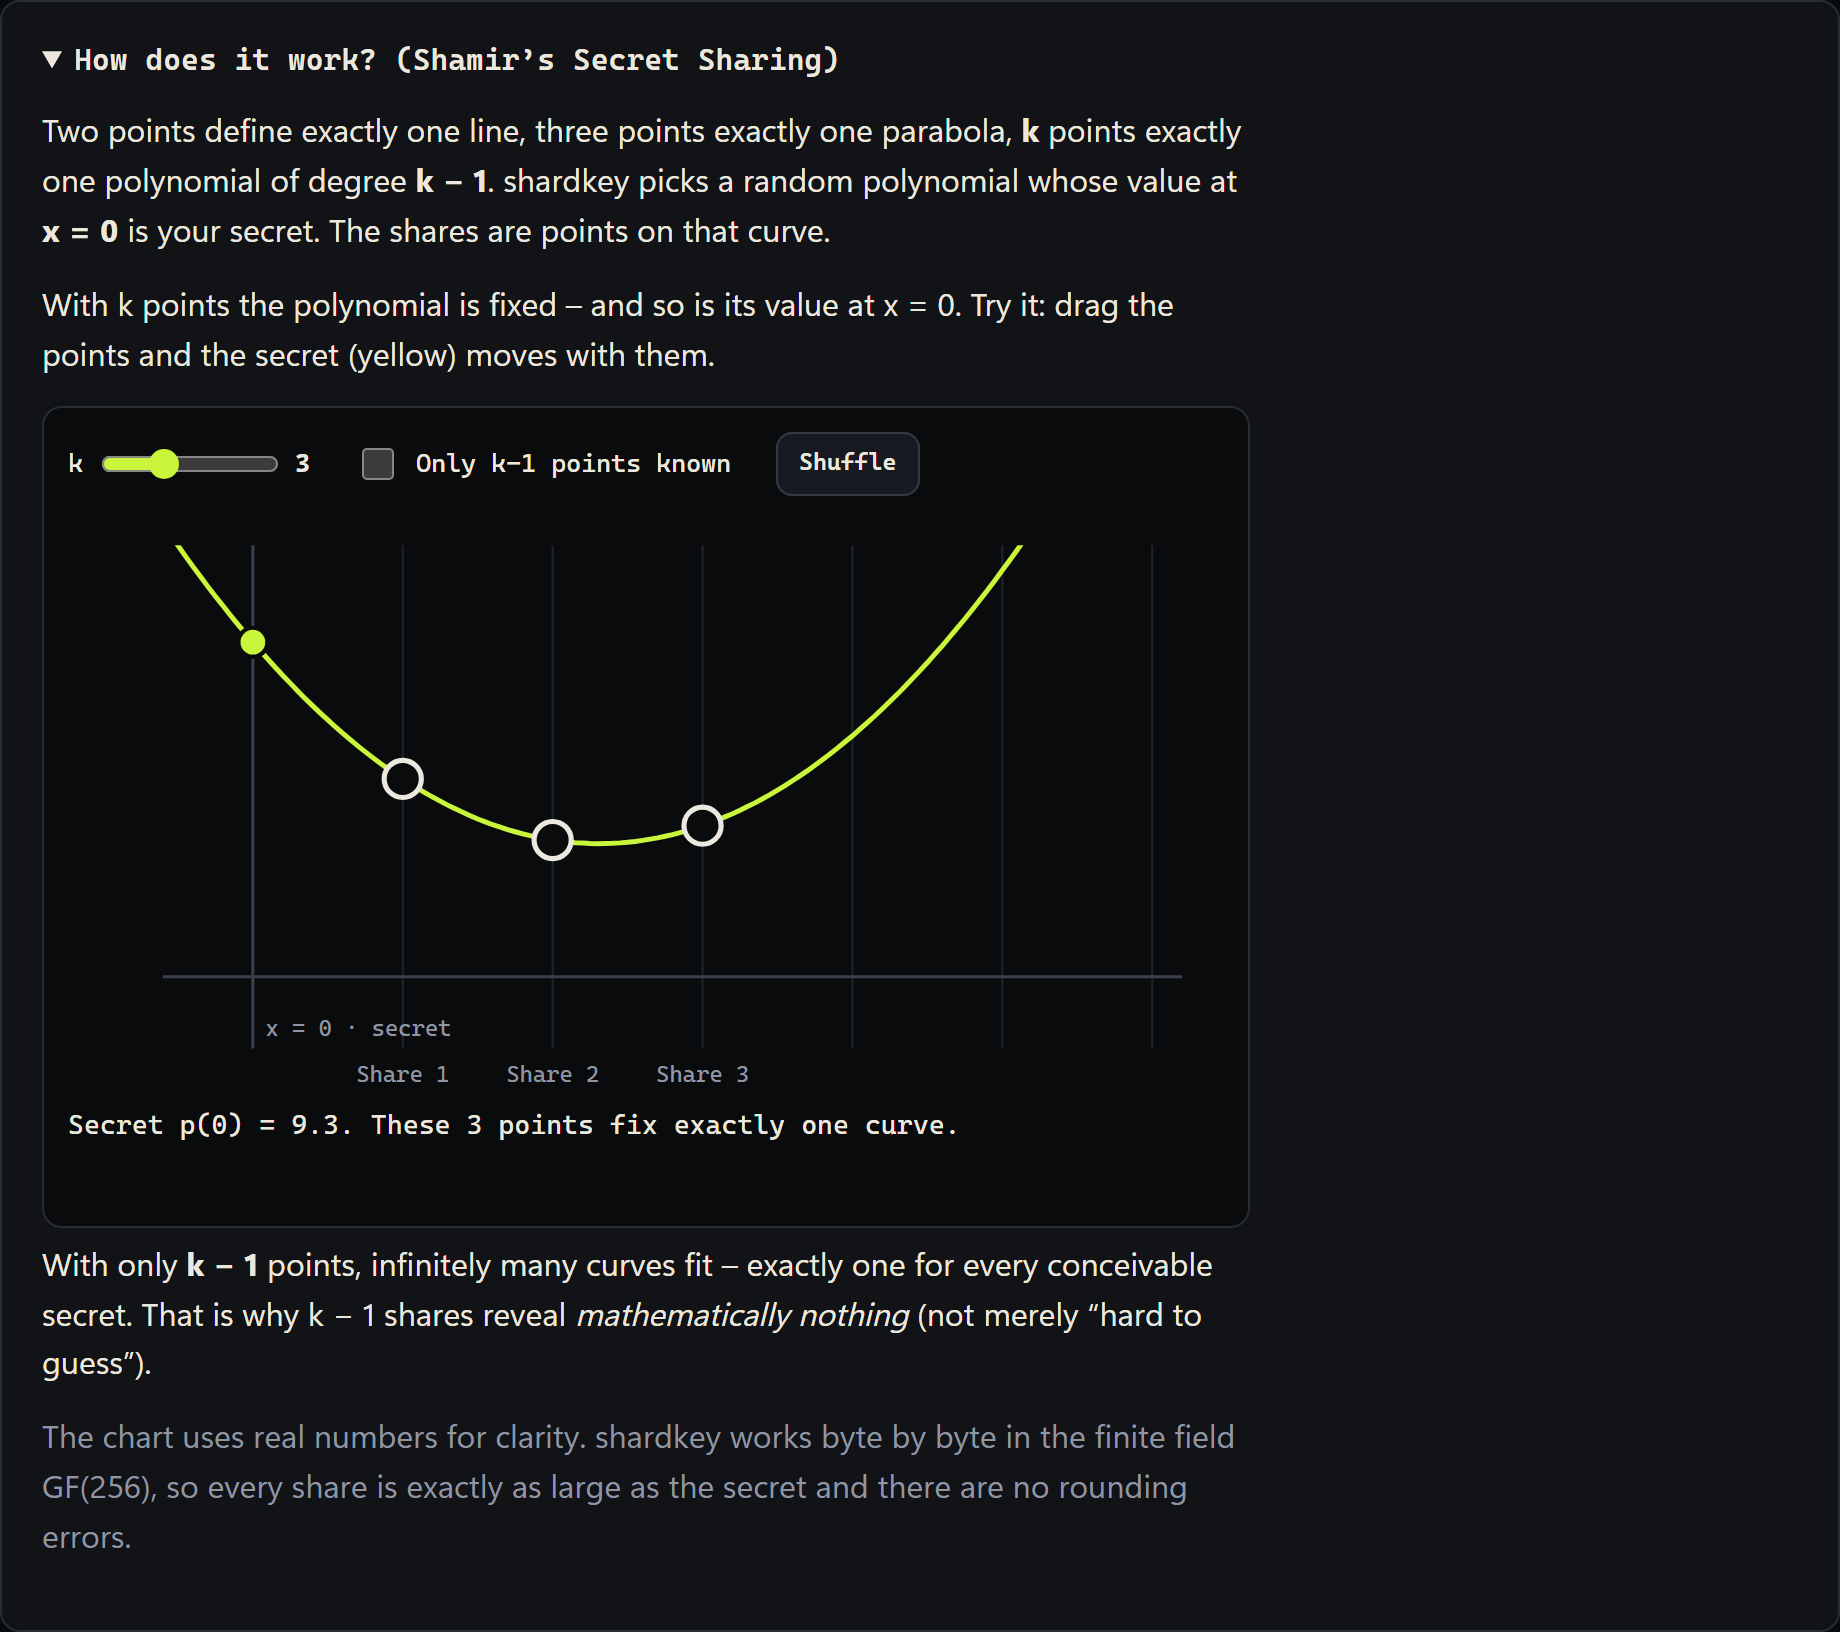 ▼ How does it work? (Shamir’s Secret Sharing)
Two points define exactly one line, three points exactly one parabola, k points exactly
one polynomial of degree k − 1. shardkey picks a random polynomial whose value at
x = 0 is your secret. The shares are points on that curve.
With k points the polynomial is fixed – and so is its value at x = 0. Try it: drag the
points and the secret (yellow) moves with them.
k 3 Only k−1 points known Shuffle
x = 0 · secret
Share 1 Share 2 Share 3
Secret p(0) = 9.3. These 3 points fix exactly one curve.
With only k − 1 points, infinitely many curves fit – exactly one for every conceivable
secret. That is why k − 1 shares reveal mathematically nothing (not merely “hard to
guess”).
The chart uses real numbers for clarity. shardkey works byte by byte in the finite field
GF(256), so every share is exactly as large as the secret and there are no rounding
errors.